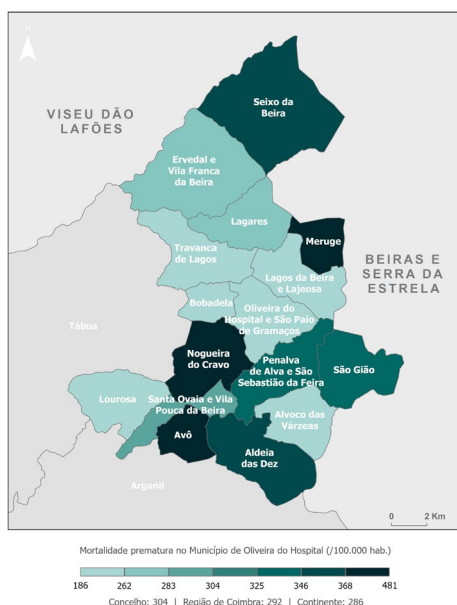 N
VISEU DÃO
LAFÕES
Seixo da
Beira
Ervedal e
Vila Franca
da Beira
Lagares
Meruge
Travanca
de Lagos
BEIRAS E
SERRA DA
ESTRELA
Lagos da Beira
e Lajeosa
Bobadela
Oliveira do
Hospital e São Paio
de Gramaços
Tábua
Nogueira
do Cravo
Penalva
de Alva e São
Sebastião da Feira
São Gião
Lourosa
Santa Ovaia e Vila
Pouca da Beira
Alvoco das
Várzeas
Avô
Aldeia
das Dez
Arganil
0 2 Km
Mortalidade prematura no Município de Oliveira do Hospital (/100.000 hab.)
186 262 283 304 325 346 368 481
Concelho: 304 | Região de Coimbra: 292 | Continente: 286